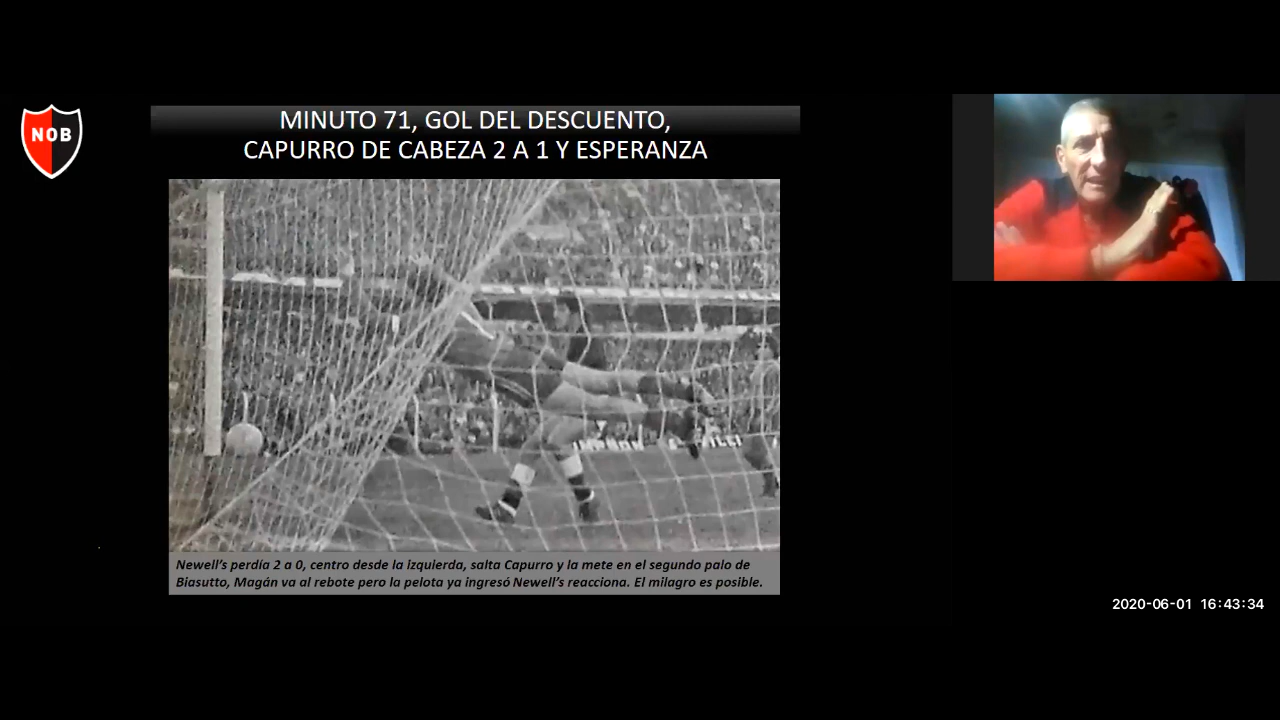 NOB
MINUTO 71, GOL DEL DESCUENTO,
CAPURRO DE CABEZA 2 A 1 Y ESPERANZA
Newell's perdía 2 a 0, centro desde la izquierda, salta Capurro y la mete en el segundo palo de
Biasutto, Magán va al rebote pero la pelota ya ingresó Newell's reacciona. El milagro es posible.
2020-06-01 16:43:34